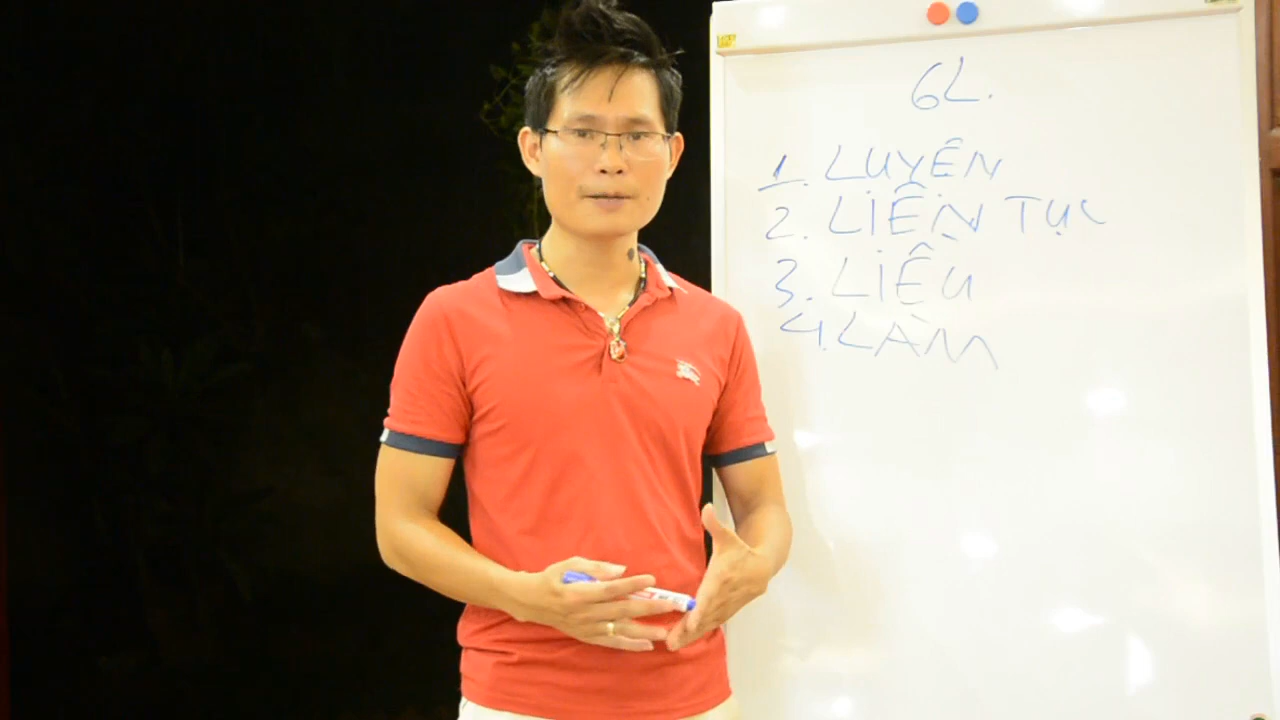 6L.
1. LUYỆN
2. LIÊN TỤC
3. LIỀU
4. LÀM